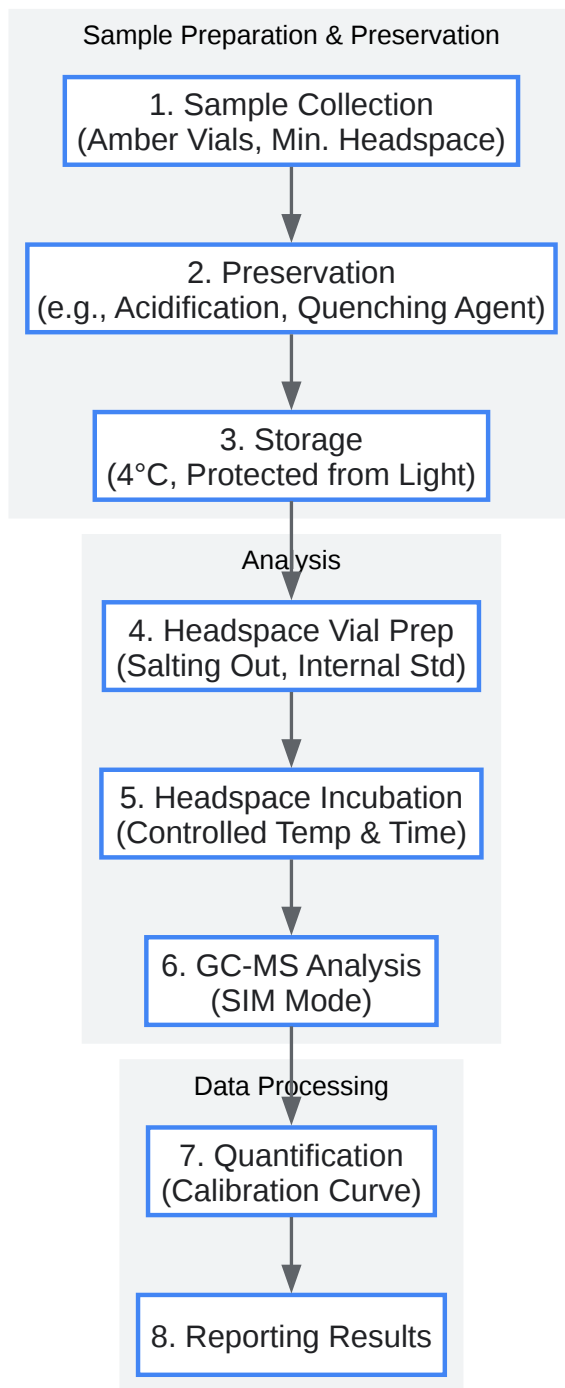 Sample Preparation & Preservation
1. Sample Collection
(Amber Vials, Min. Headspace)
2. Preservation
(e.g., Acidification, Quenching Agent)
3. Storage
(4°C, Protected from Light)
Analysis
4. Headspace Vial Prep
(Salting Out, Internal Std)
5. Headspace Incubation
(Controlled Temp & Time)
6. GC-MS Analysis
(SIM Mode)
Data Processing
7. Quantification
(Calibration Curve)
8. Reporting Results